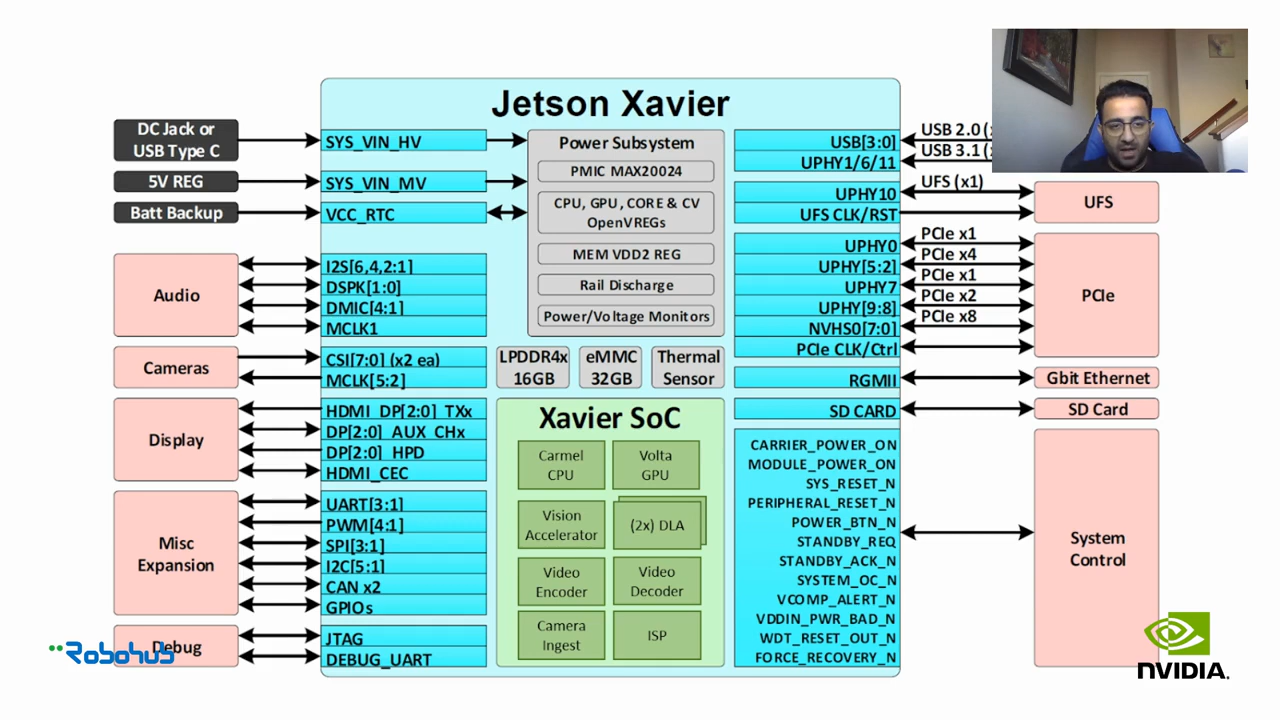 Jetson Xavier
DC Jack or
USB Type C
5V REG
Batt Backup
SYS_VIN_HV
SYS_VIN_MV
VCC_RTC
Audio
I2S[6,4,2:1]
DSPK[1:0]
DMIC[4:1]
MCLK1
Cameras
CSI[7:0] (x2 ea)
MCLK[5:2]
Display
HDMI_DP[2:0]_TXx
DP[2:0]_AUX_CHx
DP[2:0]_HPD
HDMI_CEC
Misc
Expansion
UART[3:1]
PWM[4:1]
SPI[3:1]
I2C[5:1]
CAN x2
GPIOs
Debug
JTAG
DEBUG_UART
Power Subsystem
PMIC MAX20024
CPU, GPU, CORE & CV
OpenVREGs
MEM VDD2 REG
Rail Discharge
Power/Voltage Monitors
LPDDR4x
16GB
eMMC
32GB
Thermal
Sensor
Xavier SoC
Carmel
CPU
Volta
GPU
Vision
Accelerator
(2x) DLA
Video
Encoder
Video
Decoder
Camera
Ingest
ISP
USB[3:0]
UPHY1/6/11
UPHY10
UFS CLK/RST
UPHY0
UPHY[5:2]
UPHY7
UPHY[9:8]
NVHS0[7:0]
PCIe CLK/Ctrl
RGMII
SD CARD
CARRIER_POWER_ON
MODULE_POWER_ON
SYS_RESET_N
PERIPHERAL_RESET_N
POWER_BTN_N
STANDBY_REQ
STANDBY_ACK_N
SYSTEM_OC_N
VCOMP_ALERT_N
VDDIN_PWR_BAD_N
WDT_RESET_OUT_N
FORCE_RECOVERY_N
USB 2.0
USB 3.1
UFS (x1)
PCIe x1
PCIe x4
PCIe x1
PCIe x2
PCIe x8
UFS
PCIe
Gbit Ethernet
SD Card
System
Control
Robohub
NVIDIA.